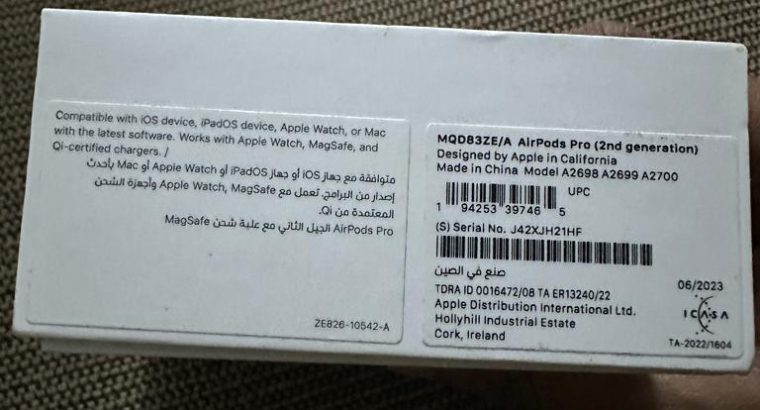 Compatible with iOS device, iPadOS device, Apple Watch, or Mac
with the latest software. Works with Apple Watch, MagSafe, and
Qi-certified chargers. /
متوافقة مع جهاز iOS أو جهاز iPadOS أو Apple Watch أو Mac بأحدث
إصدار من البرامج. تعمل مع Apple Watch, MagSafe وأجهزة الشحن
المعتمدة من Qi.
AirPods Pro الجيل الثاني مع علبة شحن MagSafe
ZE826-10542-A
MQD83ZE/A AirPods Pro (2nd generation)
Designed by Apple in California
Made in China Model A2698 A2699 A2700
UPC
1 94253 39746 5
(S) Serial No. J42XJH21HF
صنع في الصين
TDRA ID 0016472/08 TA ER13240/22
Apple Distribution International Ltd.
Hollyhill Industrial Estate
Cork, Ireland
06/2023
ICASA
TA-2022/1604